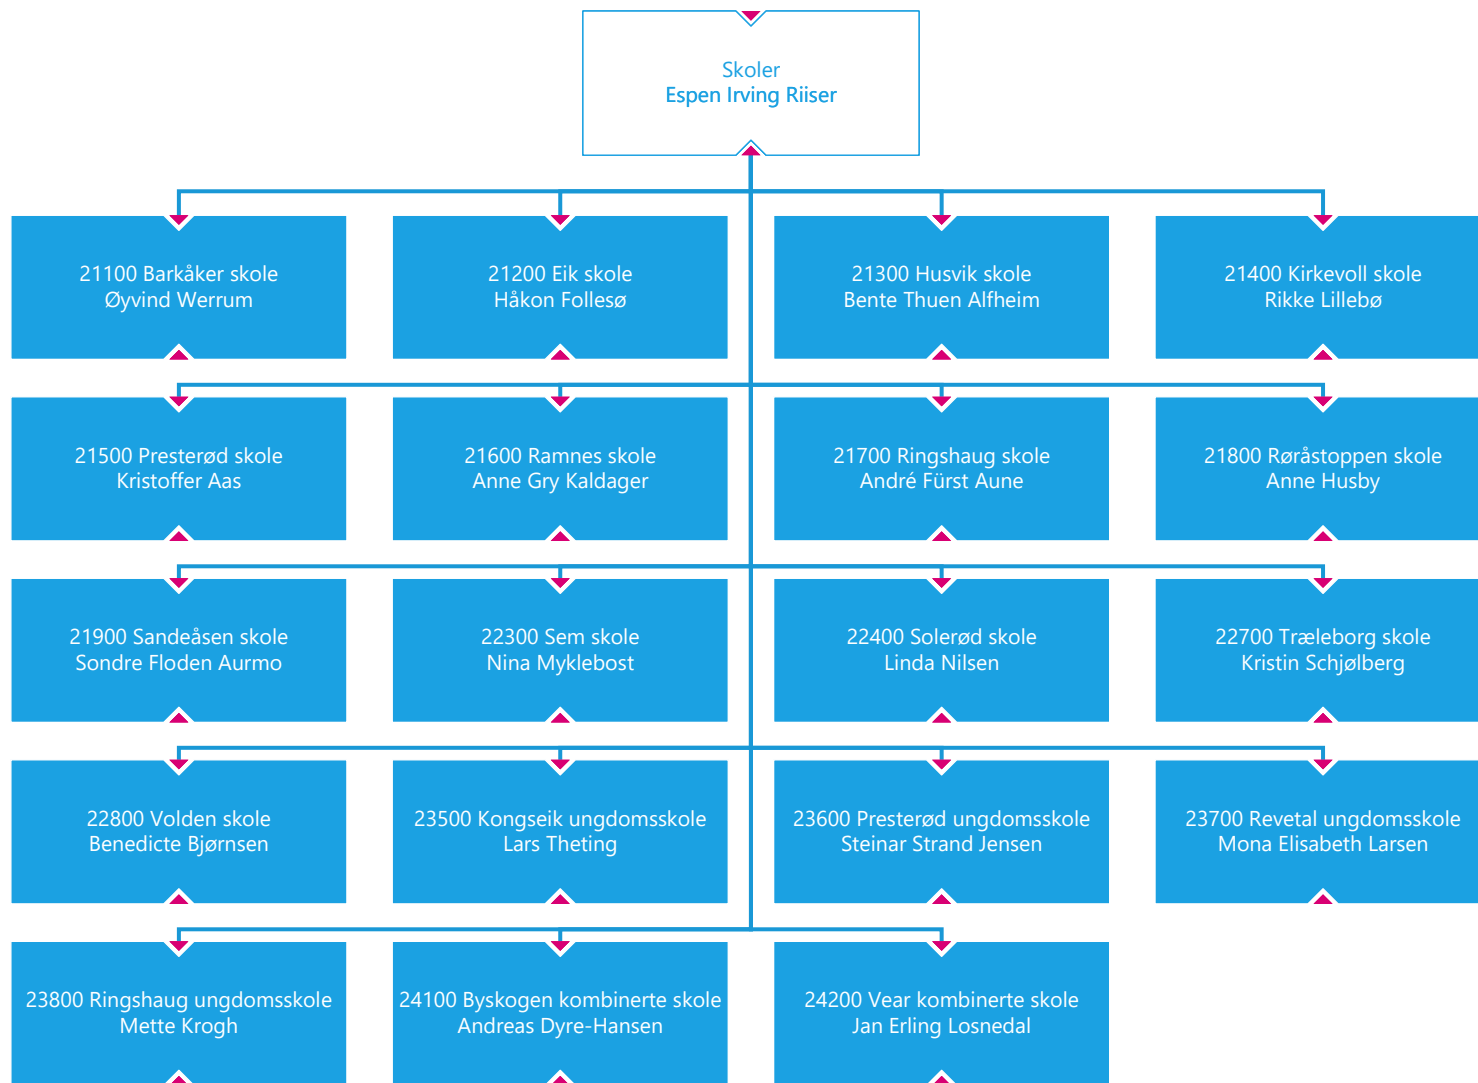 Skoler
Espen Irving Riiser
21100 Barkåker skole
Øyvind Werrum
21200 Eik skole
Håkon Follesø
21300 Husvik skole
Bente Thuen Alfheim
21400 Kirkevoll skole
Rikke Lillebø
21500 Presterød skole
Kristoffer Aas
21600 Ramnes skole
Anne Gry Kaldager
21700 Ringshaug skole
André Fürst Aune
21800 Røråstoppen skole
Anne Husby
21900 Sandeåsen skole
Sondre Floden Aurmo
22300 Sem skole
Nina Myklebost
22400 Solerød skole
Linda Nilsen
22700 Træleborg skole
Kristin Schjølberg
22800 Volden skole
Benedicte Bjørnsen
23500 Kongseik ungdomsskole
Lars Theting
23600 Presterød ungdomsskole
Steinar Strand Jensen
23700 Revetal ungdomsskole
Mona Elisabeth Larsen
23800 Ringshaug ungdomsskole
Mette Krogh
24100 Byskogen kombinerte skole
Andreas Dyre-Hansen
24200 Vear kombinerte skole
Jan Erling Losnedal